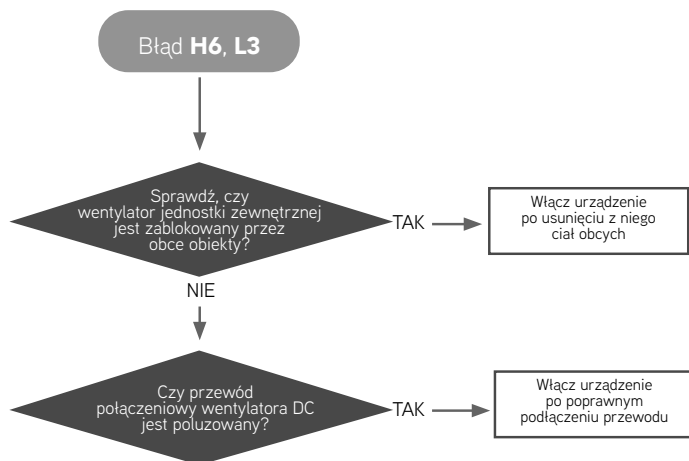 Błąd H6, L3
Sprawdź, czy
wentylator jednostki zewnętrznej
jest zablokowany przez
obce obiekty?
TAK
Włącz urządzenie
po usunięciu z niego
ciał obcych
NIE
Czy przewód
połączeniowy wentylatora DC
jest poluzowany?
TAK
Włącz urządzenie
po poprawnym
podłączeniu przewodu